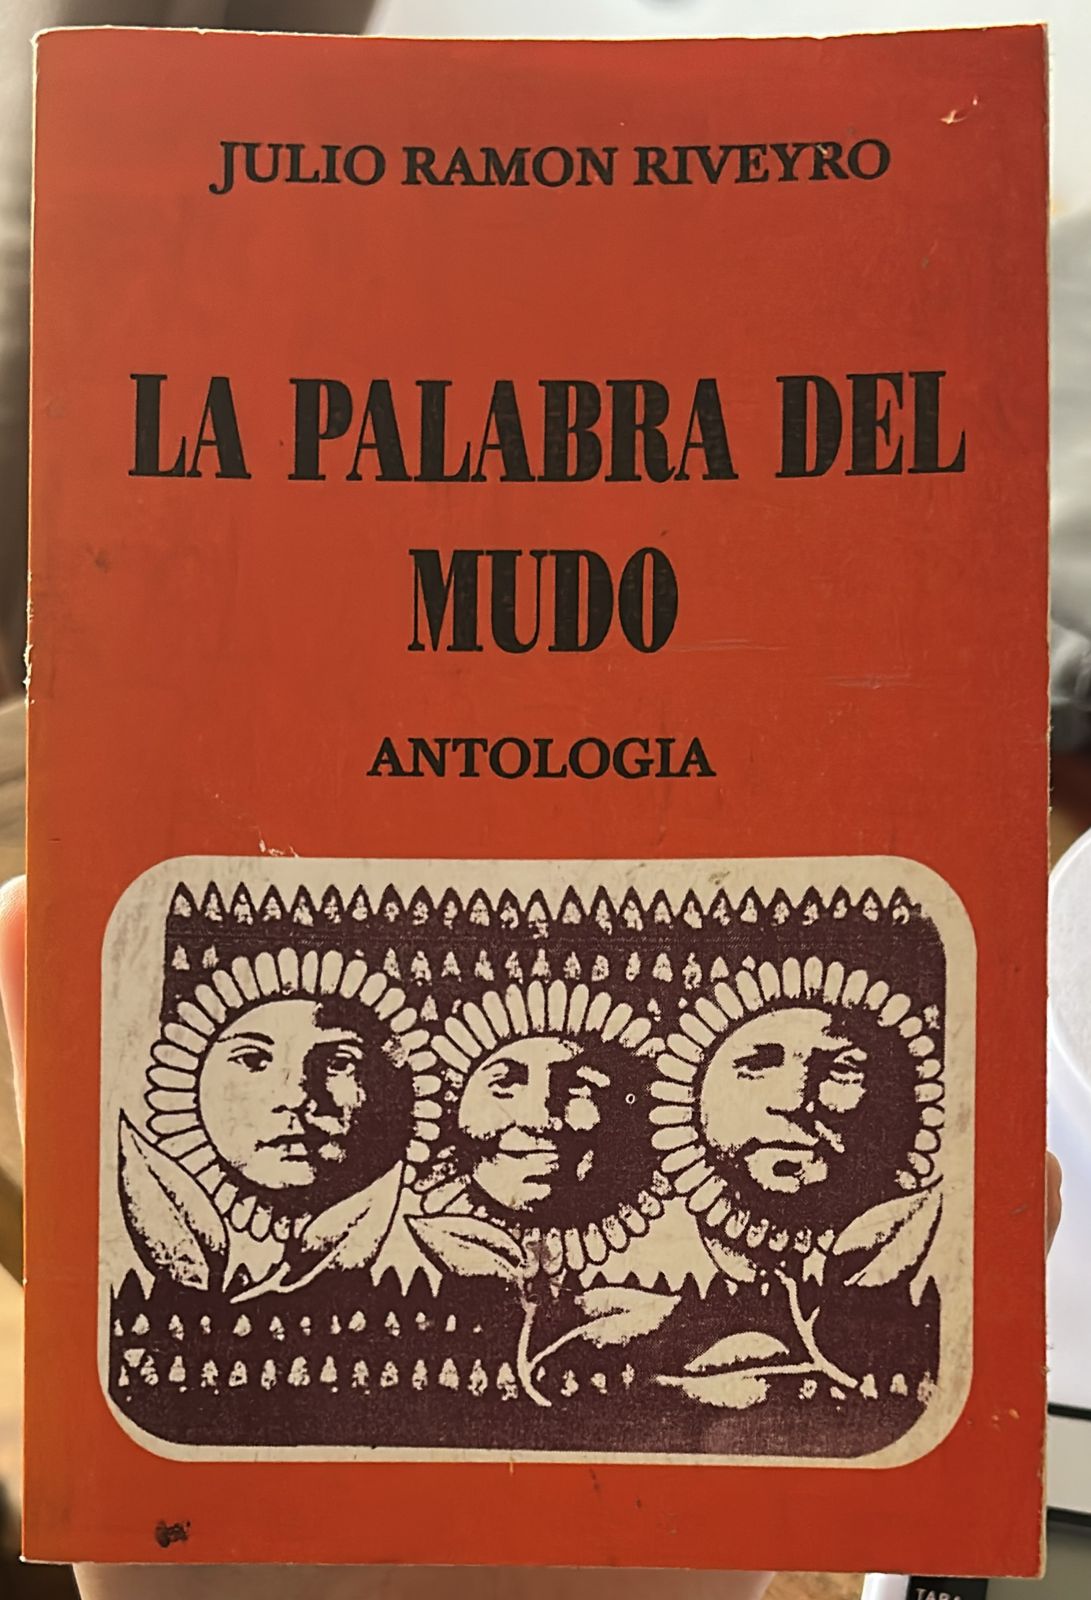 JULIO RAMON RIVEYRO
LA PALABRA DEL
MUDO
ANTOLOGIA